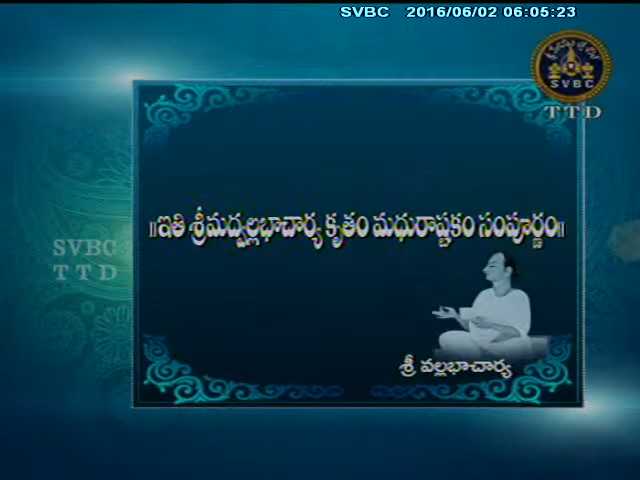 SVBC 2016/06/02 06:05:23
SVBC
TTD
॥ఇతి శ్రీమద్వల్లభాచార్య కృతం మధురాష్టకం సంపూర్ణం॥
SVBC
TTD
శ్రీ వల్లభాచార్య